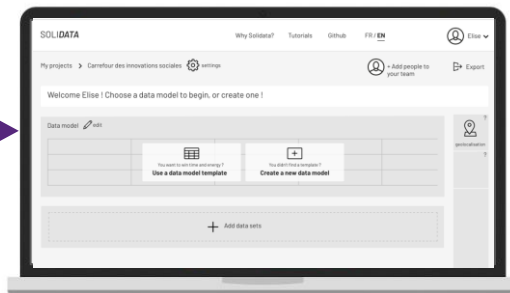 SOLIDATA
Why Solidata? Tutorials Github FR / EN Elise
My projects > Carrefour des innovations sociales settings
+ Add people to your team
Export
Welcome Elise ! Choose a data model to begin, or create one !
Data model edit
?
geolocalisation
?
You want to win time and energy ?
Use a data model template
You didn't find a template ?
Create a new data model
+ Add data sets